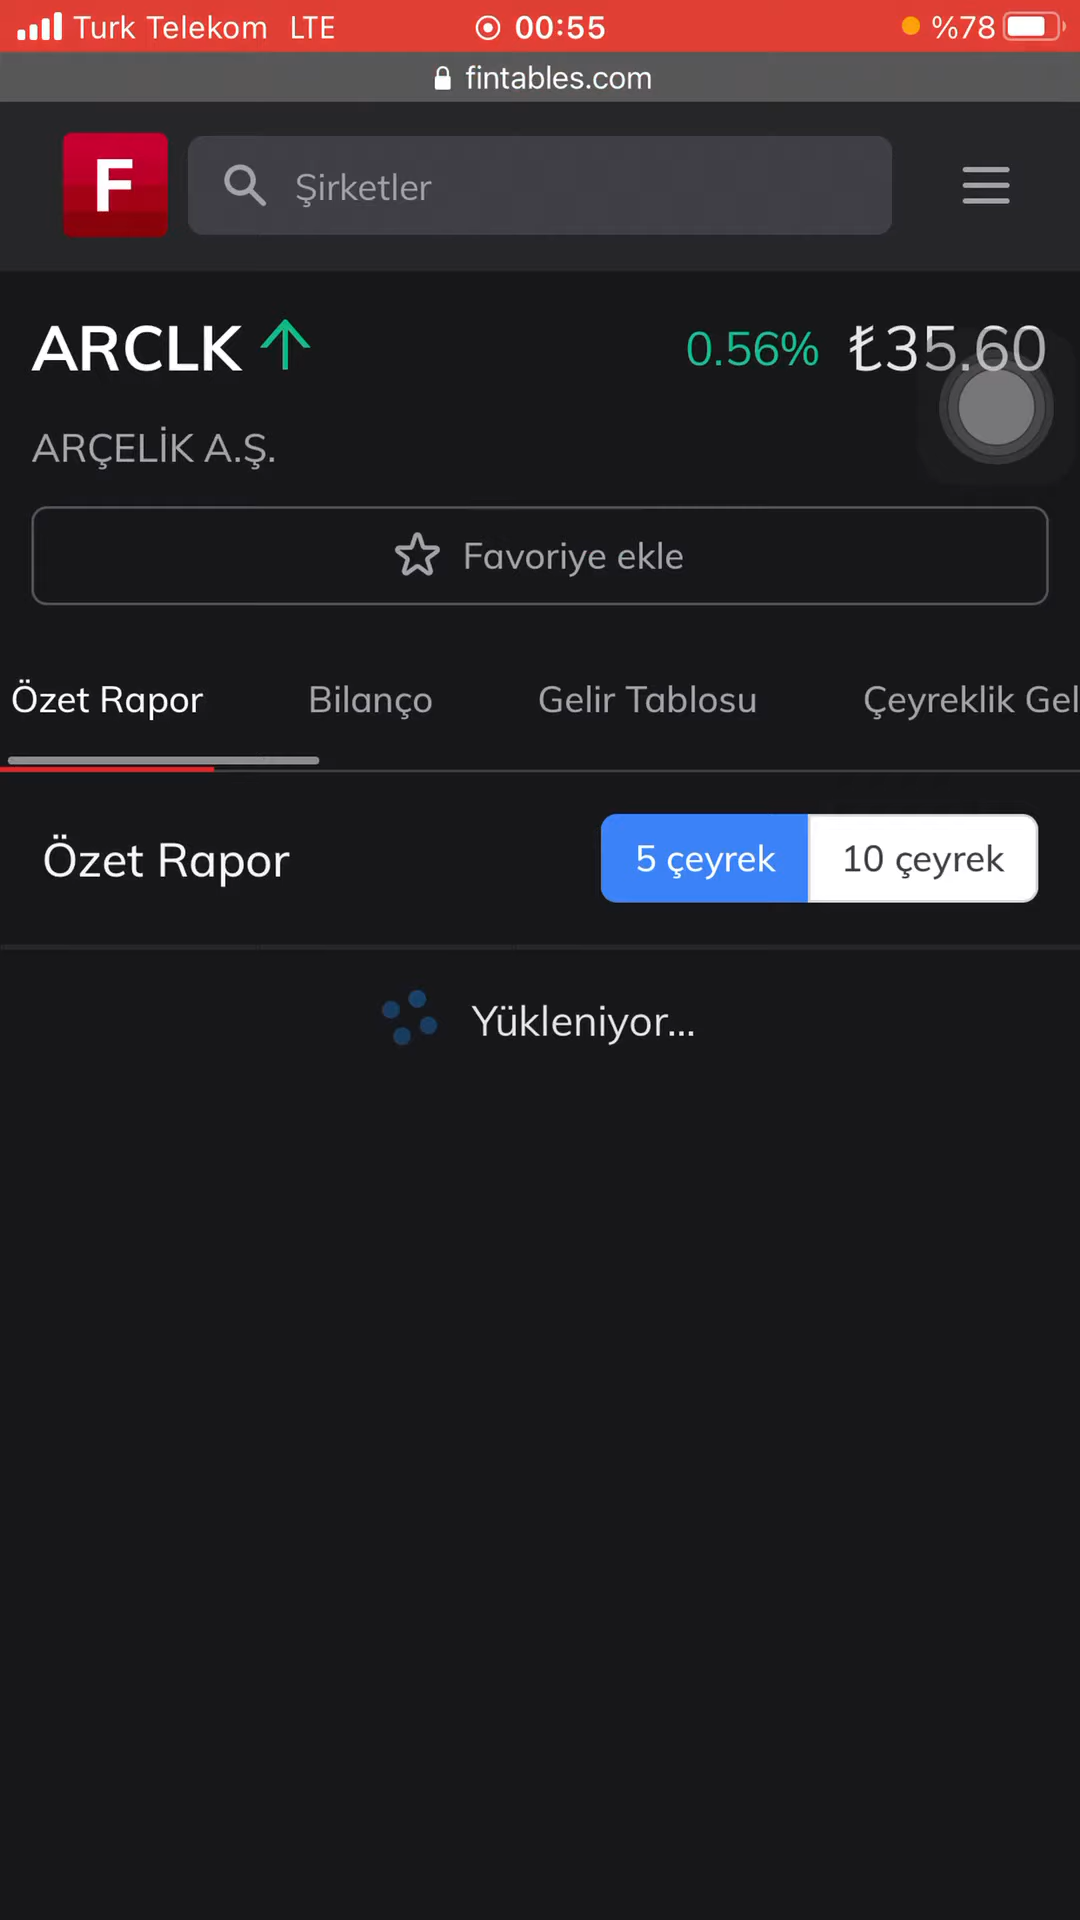 Turk Telekom LTE 00:55 %78
fintables.com
F Şirketler
ARCLK 0.56% ₺35.60
ARÇELİK A.Ş.
Favoriye ekle
Özet Rapor Bilanço Gelir Tablosu Çeyreklik Gel
Özet Rapor 5 çeyrek 10 çeyrek
Yükleniyor...